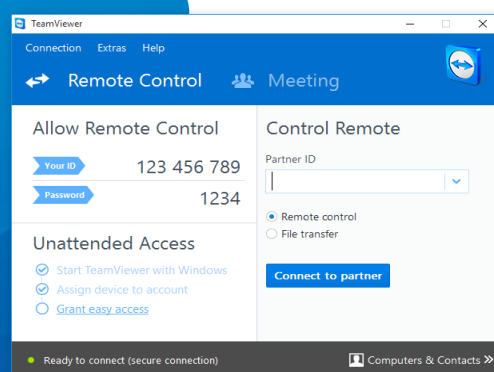 TeamViewer
Connection Extras Help
Remote Control Meeting
Allow Remote Control
Your ID 123 456 789
Password 1234
Unattended Access
Start TeamViewer with Windows
Assign device to account
Grant easy access
Control Remote
Partner ID
Remote control
File transfer
Connect to partner
Ready to connect (secure connection) Computers & Contacts